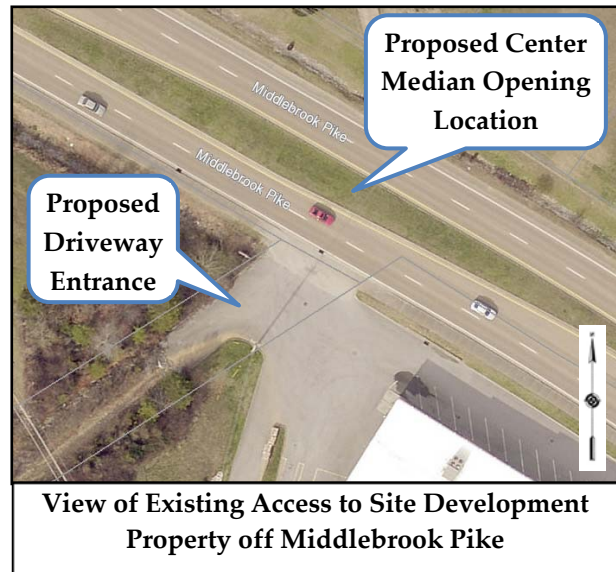 Proposed Center
Median Opening
Location
Middlebrook Pike
Middlebrook Pike
Proposed
Driveway
Entrance
View of Existing Access to Site Development
Property off Middlebrook Pike